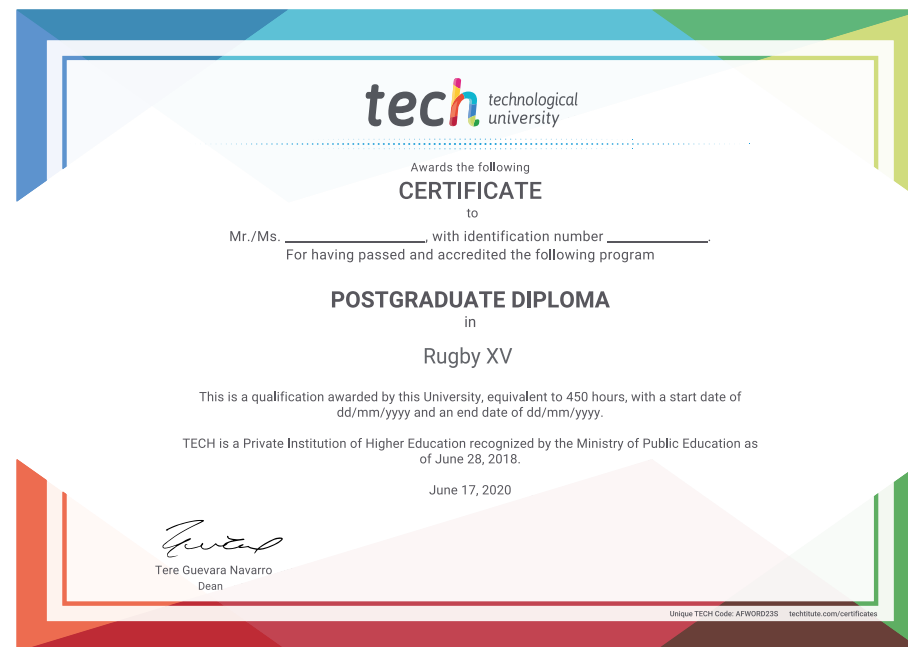 tech technological
university
Awards the following
CERTIFICATE
to
Mr./Ms. ____________________, with identification number ______________.
For having passed and accredited the following program
POSTGRADUATE DIPLOMA
in
Rugby XV
This is a qualification awarded by this University, equivalent to 450 hours, with a start date of
dd/mm/yyyy and an end date of dd/mm/yyyy.
TECH is a Private Institution of Higher Education recognized by the Ministry of Public Education as
of June 28, 2018.
June 17, 2020
Tere Guevara Navarro
Dean
Unique TECH Code: AFWORD23S techtitute.com/certificates